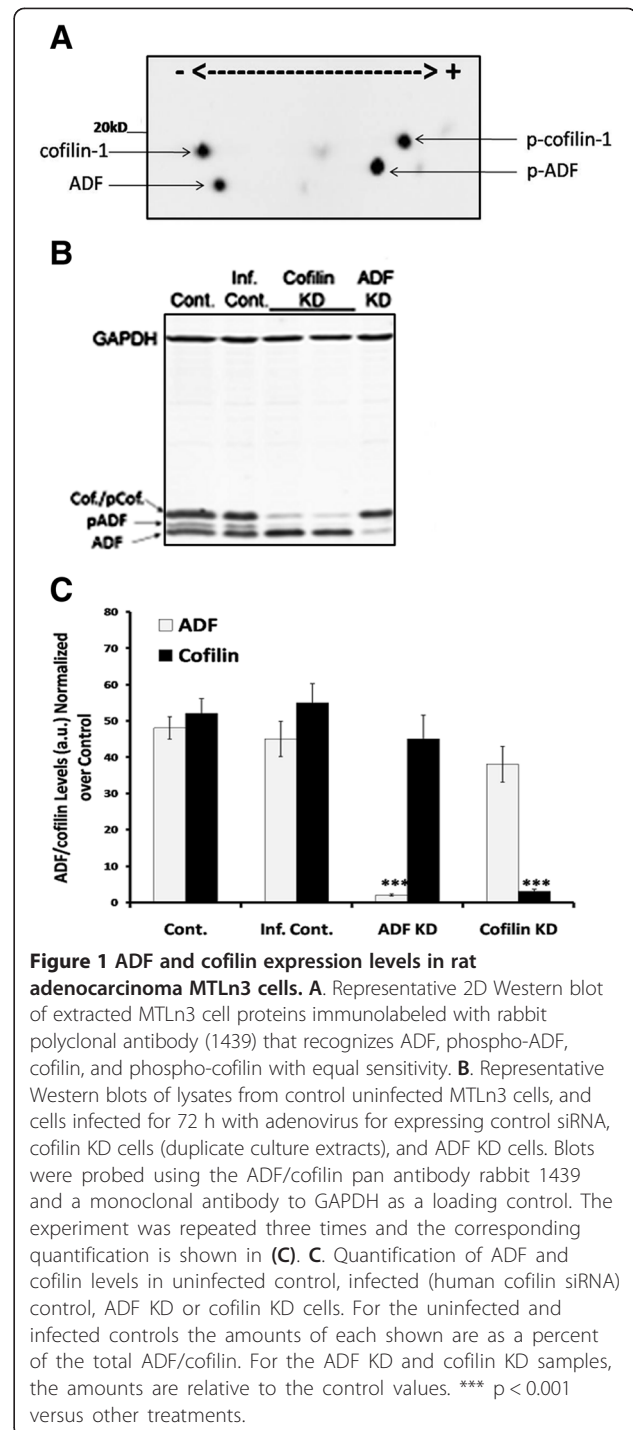 A
- <----------------------> +
20kD
cofilin-1
p-cofilin-1
ADF
p-ADF
B
Inf. Cofilin ADF
Cont. Cont. KD KD
GAPDH
Cof./pCof.
pADF
ADF
C
ADF/cofilin Levels (a.u.) Normalized
over Control
80
70
60
50
40
30
20
10
0
ADF
Cofilin
*** ***
Cont. Inf. Cont. ADF KD Cofilin KD
Figure 1 ADF and cofilin expression levels in rat
adenocarcinoma MTLn3 cells. A. Representative 2D Western blot
of extracted MTLn3 cell proteins immunolabeled with rabbit
polyclonal antibody (1439) that recognizes ADF, phospho-ADF,
cofilin, and phospho-cofilin with equal sensitivity. B. Representative
Western blots of lysates from control uninfected MTLn3 cells, and
cells infected for 72 h with adenovirus for expressing control siRNA,
cofilin KD cells (duplicate culture extracts), and ADF KD cells. Blots
were probed using the ADF/cofilin pan antibody rabbit 1439
and a monoclonal antibody to GAPDH as a loading control. The
experiment was repeated three times and the corresponding
quantification is shown in (C). C. Quantification of ADF and
cofilin levels in uninfected control, infected (human cofilin siRNA)
control, ADF KD or cofilin KD cells. For the uninfected and
infected controls the amounts of each shown are as a percent
of the total ADF/cofilin. For the ADF KD and cofilin KD samples,
the amounts are relative to the control values. *** p < 0.001
versus other treatments.